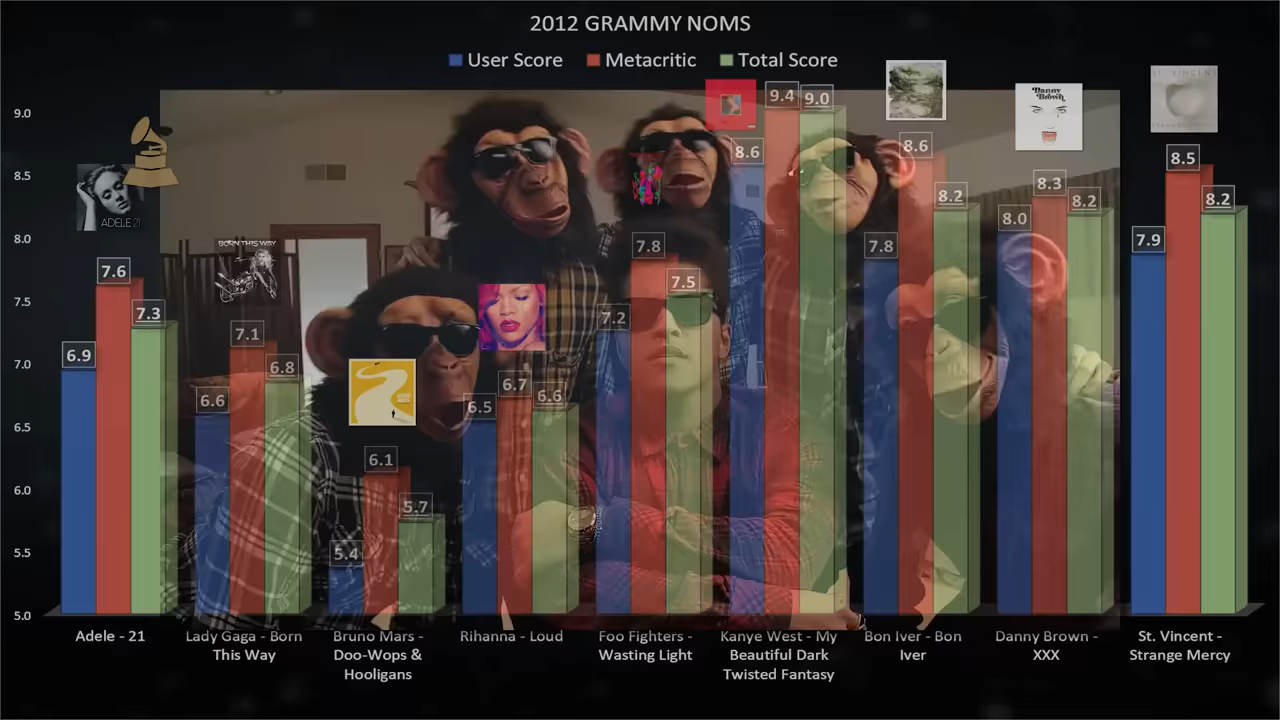 2012 GRAMMY NOMS
User Score Metacritic Total Score
9.0
8.5
8.0
7.5
7.0
6.5
6.0
5.5
5.0
6.9
7.6
7.3
6.6
7.1
6.8
5.4
6.1
5.7
6.5
6.7
6.6
7.2
7.8
7.5
8.6
9.4
9.0
7.8
8.6
8.2
8.0
8.3
8.2
7.9
8.5
8.2
ADELE 21
BORN THIS WAY
Danny
Brown
ST. VINCENT
Adele - 21
Lady Gaga - Born
This Way
Bruno Mars -
Doo-Wops &
Hooligans
Rihanna - Loud
Foo Fighters -
Wasting Light
Kanye West - My
Beautiful Dark
Twisted Fantasy
Bon Iver - Bon
Iver
Danny Brown -
XXX
St. Vincent -
Strange Mercy